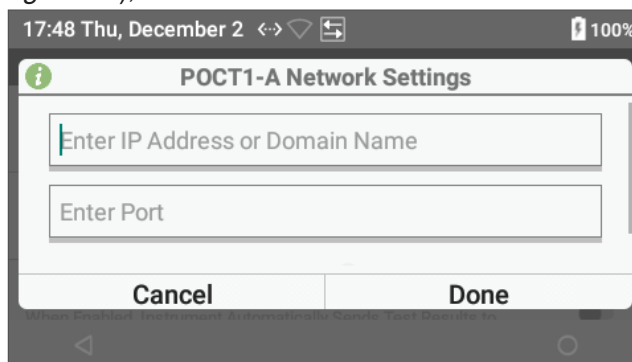 17:48 Thu, December 2 100%
POCT1-A Network Settings
Enter IP Address or Domain Name
Enter Port
Cancel Done
When Enabled, Instrument Automatically Sends Test Results to